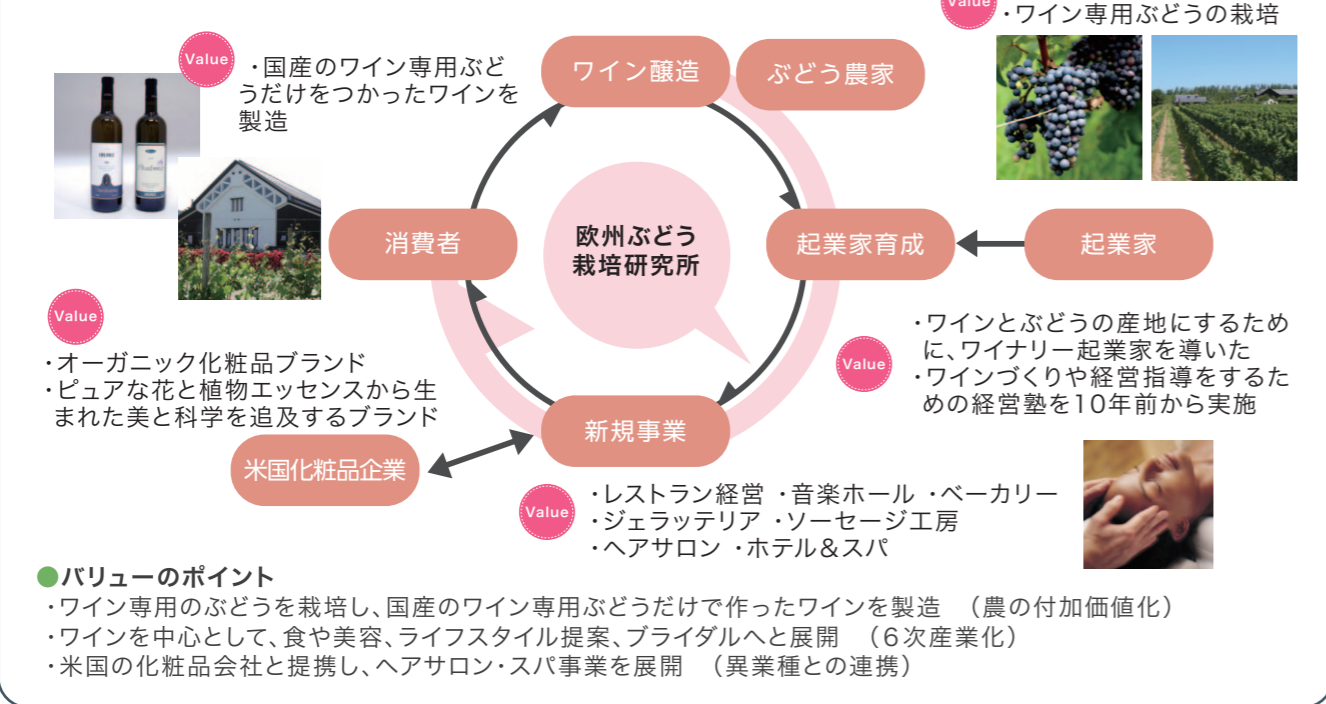 Value
・ワイン専用ぶどうの栽培
Value
・国産のワイン専用ぶど
うだけをつかったワインを
製造
ワイン醸造
ぶどう農家
消費者
欧州ぶどう
栽培研究所
起業家育成
起業家
Value
・オーガニック化粧品ブランド
・ピュアな花と植物エッセンスから生
まれた美と科学を追及するブランド
Value
・ワインとぶどうの産地にするため
に、ワイナリー起業家を導いた
・ワインづくりや経営指導をするた
めの経営塾を10年前から実施
新規事業
米国化粧品企業
Value
・レストラン経営 ・音楽ホール ・ベーカリー
・ジェラッテリア ・ソーセージ工房
・ヘアサロン ・ホテル&スパ
●バリューのポイント
・ワイン専用のぶどうを栽培し、国産のワイン専用ぶどうだけで作ったワインを製造 （農の付加価値化）
・ワインを中心として、食や美容、ライフスタイル提案、ブライダルへと展開 （6次産業化）
・米国の化粧品会社と提携し、ヘアサロン・スパ事業を展開 （異業種との連携）